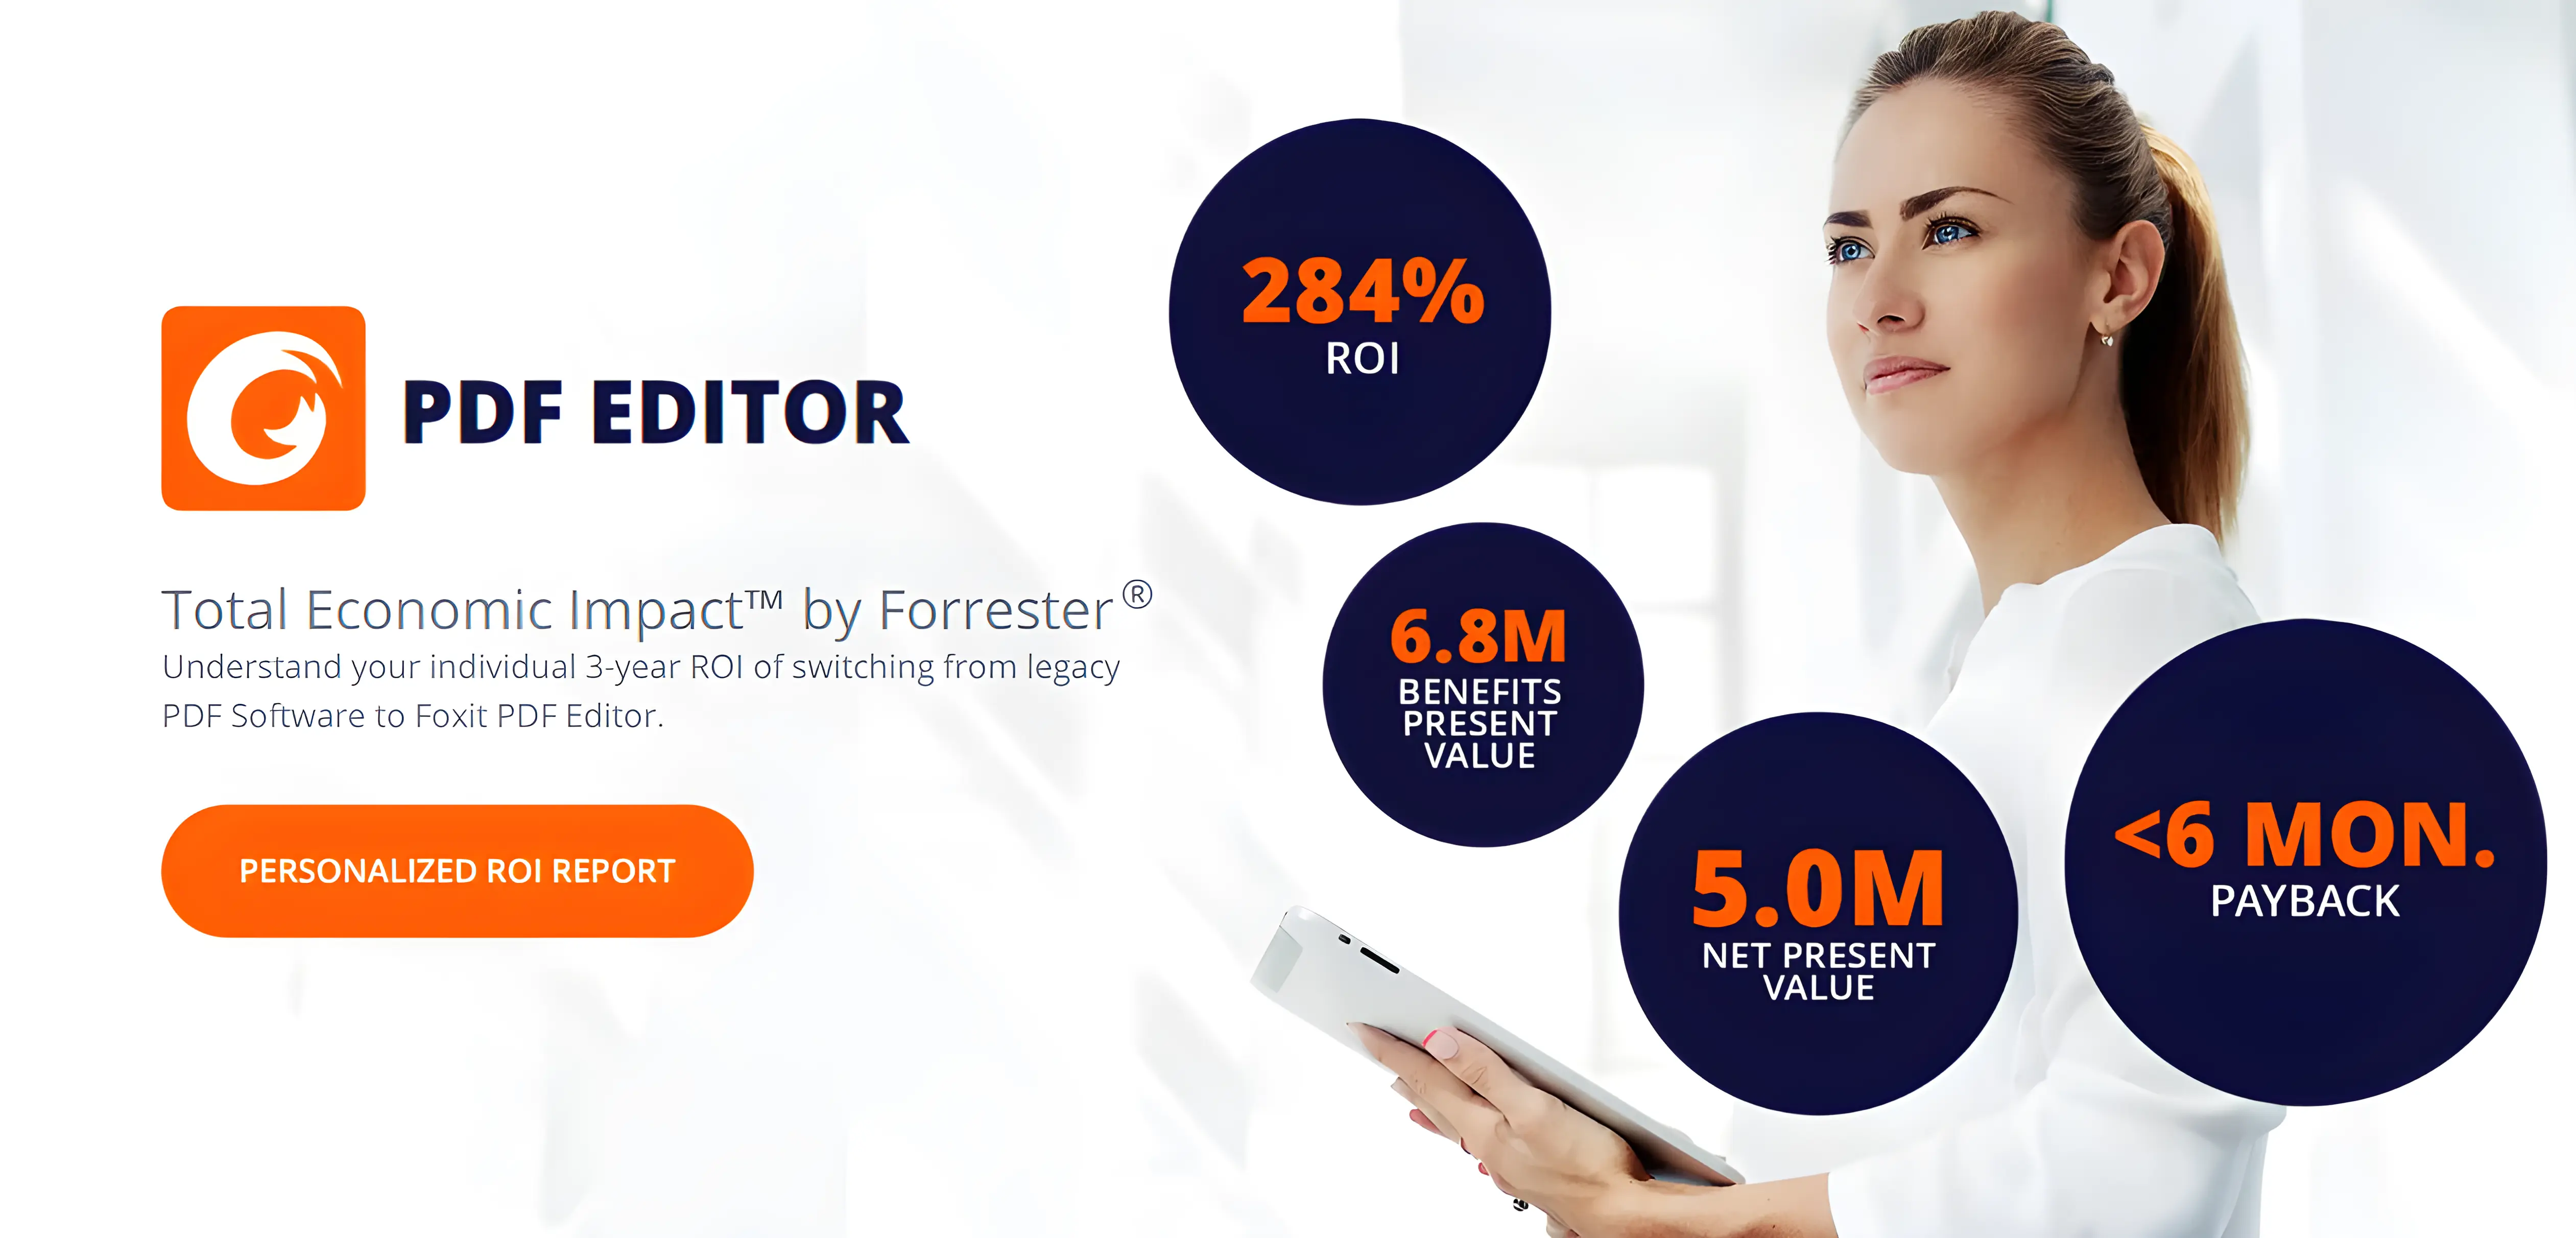 PDF EDITOR
Total Economic Impact™ by Forrester®
Understand your individual 3-year ROI of switching from legacy
PDF Software to Foxit PDF Editor.
PERSONALIZED ROI REPORT
284%
ROI
6.8M
BENEFITS
PRESENT
VALUE
5.0M
NET PRESENT
VALUE
<6 MON.
PAYBACK